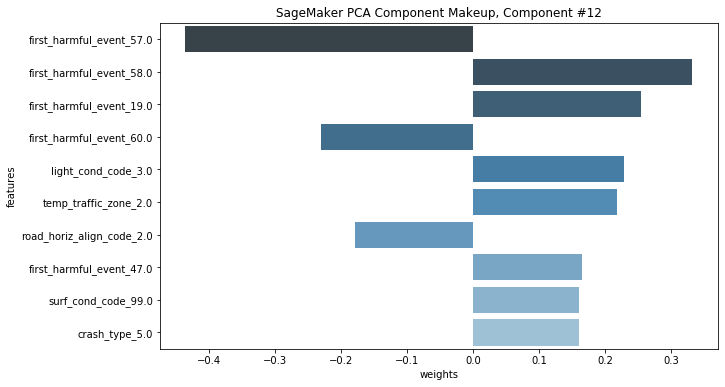 SageMaker PCA Component Makeup, Component #12
features
first_harmful_event_57.0
first_harmful_event_58.0
first_harmful_event_19.0
first_harmful_event_60.0
light_cond_code_3.0
temp_traffic_zone_2.0
road_horiz_align_code_2.0
first_harmful_event_47.0
surf_cond_code_99.0
crash_type_5.0
−0.4 −0.3 −0.2 −0.1 0.0 0.1 0.2 0.3
weights